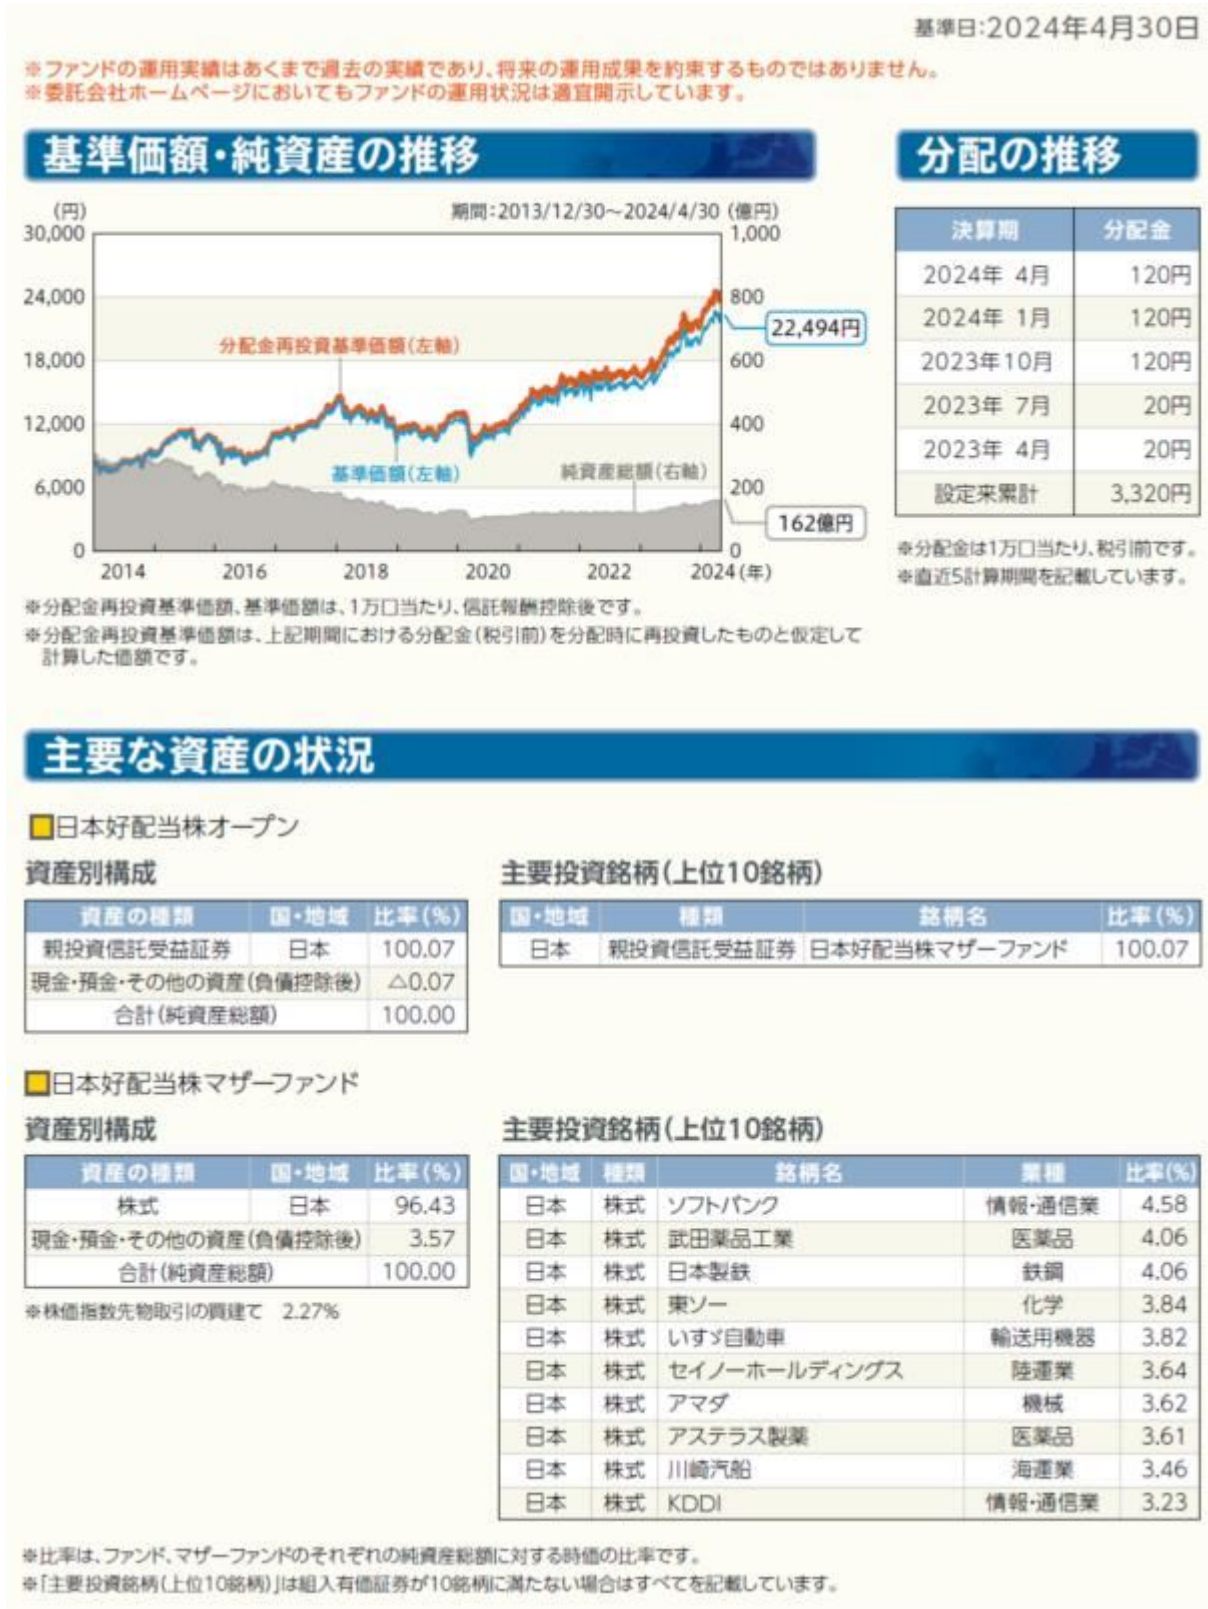 基準日:2024年4月30日
※ファンドの運用実績はあくまで過去の実績であり、将来の運用成果を約束するものではありません。
※委託会社ホームページにおいてもファンドの運用状況は適宜開示しています。
基準価額・純資産の推移
(円)
期間:2013/12/30～2024/4/30
(億円)
30,000
24,000
18,000
12,000
6,000
0
1,000
800
600
400
200
0
分配金再投資基準価額(左軸)
基準価額(左軸)
純資産総額(右軸)
22,494円
162億円
2014 2016 2018 2020 2022 2024(年)
※分配金再投資基準価額、基準価額は、1万口当たり、信託報酬控除後です。
※分配金再投資基準価額は、上記期間における分配金(税引前)を分配時に再投資したものと仮定して
計算した価額です。
分配の推移
決算期 分配金
2024年 4月 120円
2024年 1月 120円
2023年10月 120円
2023年 7月 20円
2023年 4月 20円
設定来累計 3,320円
※分配金は1万口当たり、税引前です。
※直近5計算期間を記載しています。
主要な資産の状況
日本好配当株オープン
資産別構成
資産の種類 国・地域 比率(%)
親投資信託受益証券 日本 100.07
現金・預金・その他の資産(負債控除後) △0.07
合計(純資産総額) 100.00
主要投資銘柄(上位10銘柄)
国・地域 種類 銘柄名 比率(%)
日本 親投資信託受益証券 日本好配当株マザーファンド 100.07
日本好配当株マザーファンド
資産別構成
資産の種類 国・地域 比率(%)
株式 日本 96.43
現金・預金・その他の資産(負債控除後) 3.57
合計(純資産総額) 100.00
※株価指数先物取引の買建て 2.27%
主要投資銘柄(上位10銘柄)
国・地域 種類 銘柄名 業種 比率(%)
日本 株式 ソフトバンク 情報・通信業 4.58
日本 株式 武田薬品工業 医薬品 4.06
日本 株式 日本製鉄 鉄鋼 4.06
日本 株式 東ソー 化学 3.84
日本 株式 いすゞ自動車 輸送用機器 3.82
日本 株式 セイノーホールディングス 陸運業 3.64
日本 株式 アマダ 機械 3.62
日本 株式 アステラス製薬 医薬品 3.61
日本 株式 川崎汽船 海運業 3.46
日本 株式 KDDI 情報・通信業 3.23
※比率は、ファンド、マザーファンドのそれぞれの純資産総額に対する時価の比率です。
※「主要投資銘柄(上位10銘柄)」は組入有価証券が10銘柄に満たない場合はすべてを記載しています。